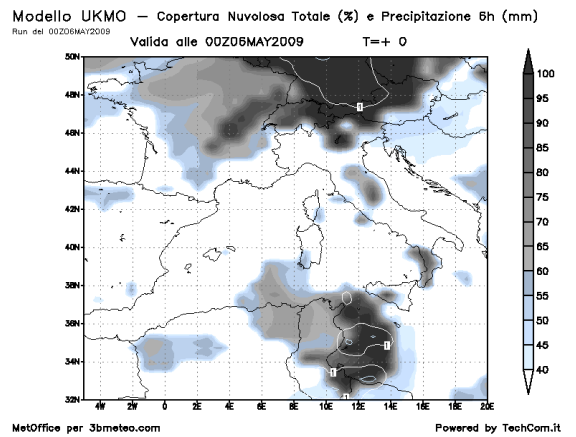 Modello UKMO – Copertura Nuvolosa Totale (%) e Precipitazione 6h (mm)
Run del 00Z06MAY2009
Valida alle 00Z06MAY2009 T=+ 0
50N
48N
46N
44N
42N
40N
38N
36N
34N
32N
4W 2W 0 2E 4E 6E 8E 10E 12E 14E 16E 18E 20E
100
95
90
85
80
75
70
65
60
55
50
45
40
1
1
1
MetOffice per 3bmeteo.com Powered by TechCom.it